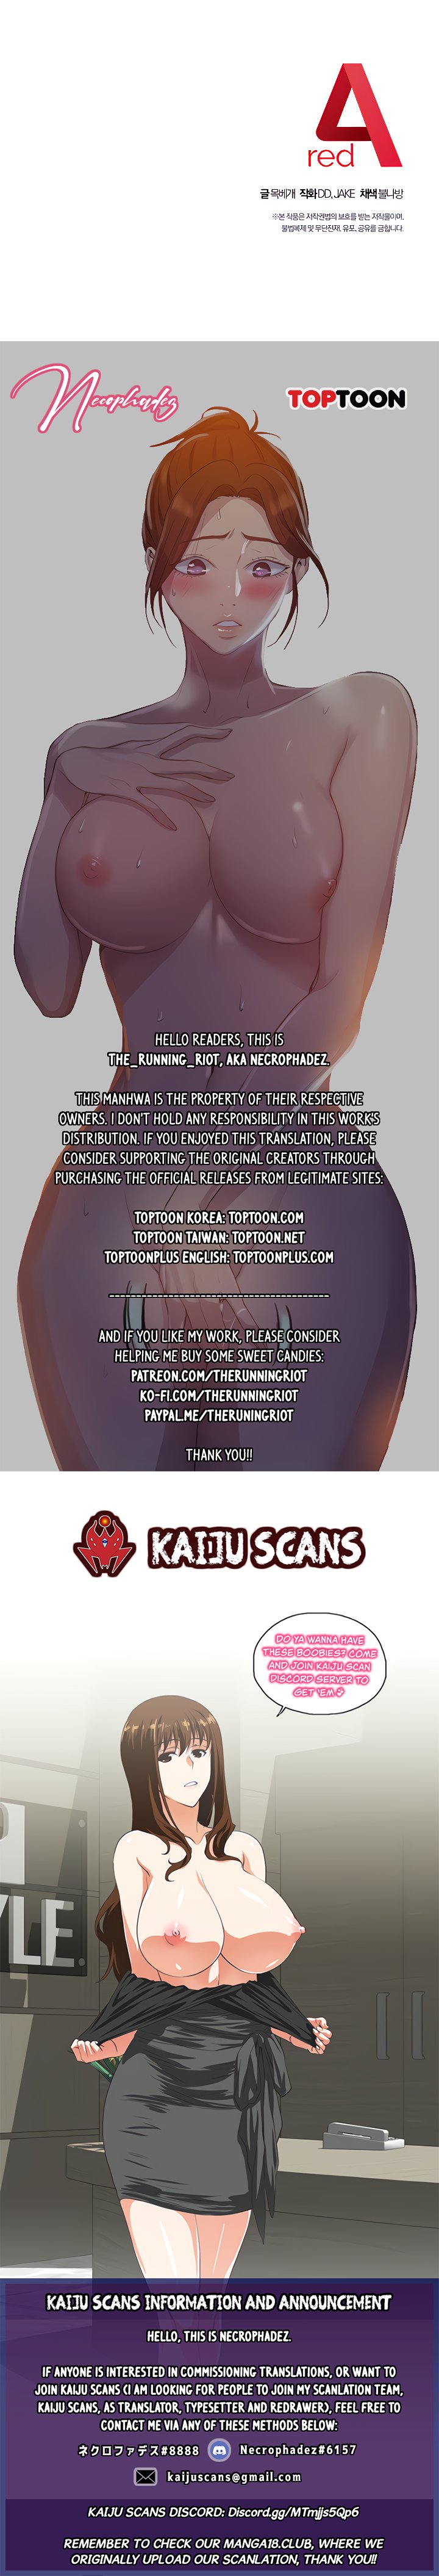 A
red
글 목베개 직화 DD, JAKE 채색 불나방
※본 작품은 저작권법의 보호를 받는 저작물이며,
불법복제 및 무단전재, 유포, 공유를 금합니다.
Necrophadez
TOPTOON
HELLO READERS, THIS IS
THE_RUNNING_RIOT, AKA NECROPHADEZ.
THIS MANHWA IS THE PROPERTY OF THEIR RESPECTIVE
OWNERS. I DON'T HOLD ANY RESPONSIBILITY IN THIS WORK'S
DISTRIBUTION. IF YOU ENJOYED THIS TRANSLATION, PLEASE
CONSIDER SUPPORTING THE ORIGINAL CREATORS THROUGH
PURCHASING THE OFFICIAL RELEASES FROM LEGITIMATE SITES:
TOPTOON KOREA: TOPTOON.COM
TOPTOON TAIWAN: TOPTOON.NET
TOPTOONPLUS ENGLISH: TOPTOONPLUS.COM
----------------------------------------
AND IF YOU LIKE MY WORK, PLEASE CONSIDER
HELPING ME BUY SOME SWEET CANDIES:
PATREON.COM/THERUNNINGRIOT
KO-FI.COM/THERUNNINGRIOT
PAYPAL.ME/THERUNINGRIOT
THANK YOU!!
KAIJU SCANS
DO YA WANNA HAVE
THESE BOOBIES? COME
AND JOIN KAIJU SCAN
DISCORD SERVER TO
GET 'EM ♥
YLE
KAIJU SCANS INFORMATION AND ANNOUNCEMENT
HELLO, THIS IS NECROPHADEZ.
IF ANYONE IS INTERESTED IN COMMISSIONING TRANSLATIONS, OR WANT TO
JOIN KAIJU SCANS (I AM LOOKING FOR PEOPLE TO JOIN MY SCANLATION TEAM,
KAIJU SCANS, AS TRANSLATOR, TYPESETTER AND REDRAWER), FEEL FREE TO
CONTACT ME VIA ANY OF THESE METHODS BELOW:
ネクロファデス#8888 Necrophadez#6157
kaijuscans@gmail.com
KAIJU SCANS DISCORD: Discord.gg/MTmjjs5Qp6
REMEMBER TO CHECK OUR MANGA18.CLUB, WHERE WE
ORIGINALLY UPLOAD OUR SCANLATION, THANK YOU!!